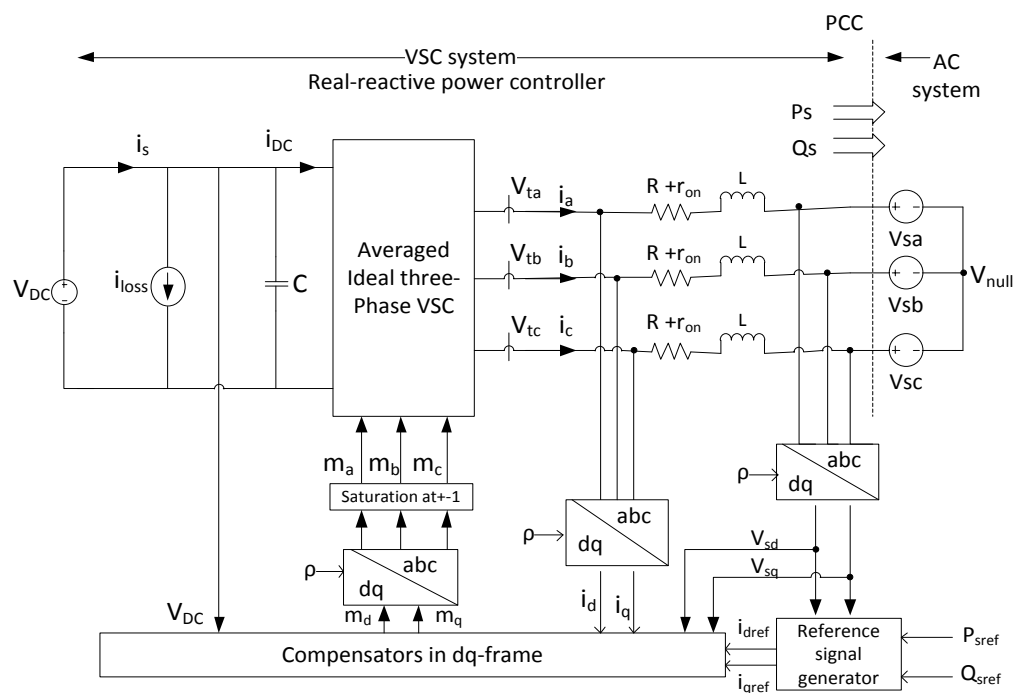 PCC
VSC system
Real-reactive power controller
AC
system
Ps
Qs
is
iDC
VDC
iloss
C
Averaged
Ideal three-
Phase VSC
Vta
ia
R +ron
L
Vsa
Vtb
ib
R +ron
L
Vsb
Vnull
Vtc
ic
R +ron
L
Vsc
ma
mb
mc
Saturation at+-1
ρ
abc
dq
ρ
abc
dq
ρ
abc
dq
VDC
md
mq
id
iq
Vsd
Vsq
Compensators in dq-frame
idref
iqref
Reference
signal
generator
Psref
Qsref